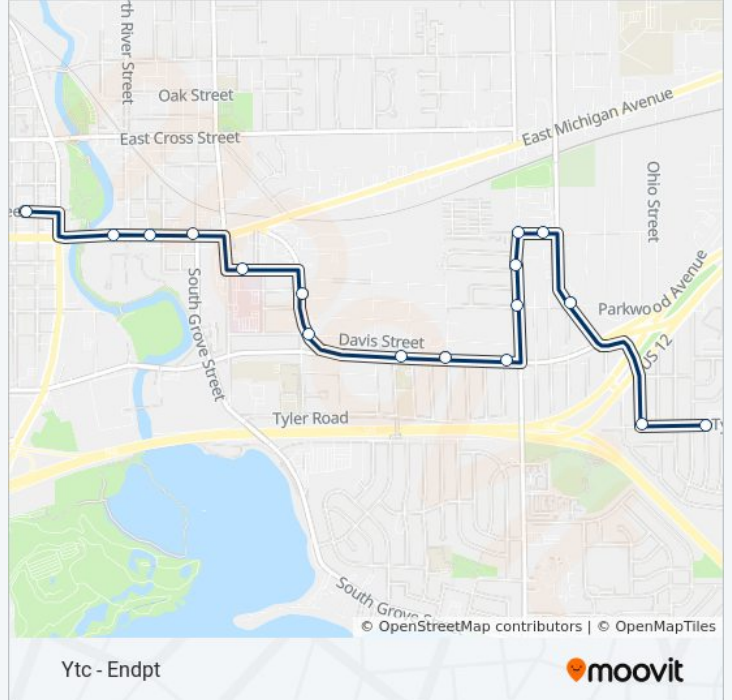 th River Street
Oak Street
East Cross Street
East Michigan Avenue
Ohio Street
Parkwood Avenue
South Grove Street
Davis Street
US 12
Tyler Road
South Grove
© OpenStreetMap contributors | © OpenMapTiles
Ytc - Endpt
moovit